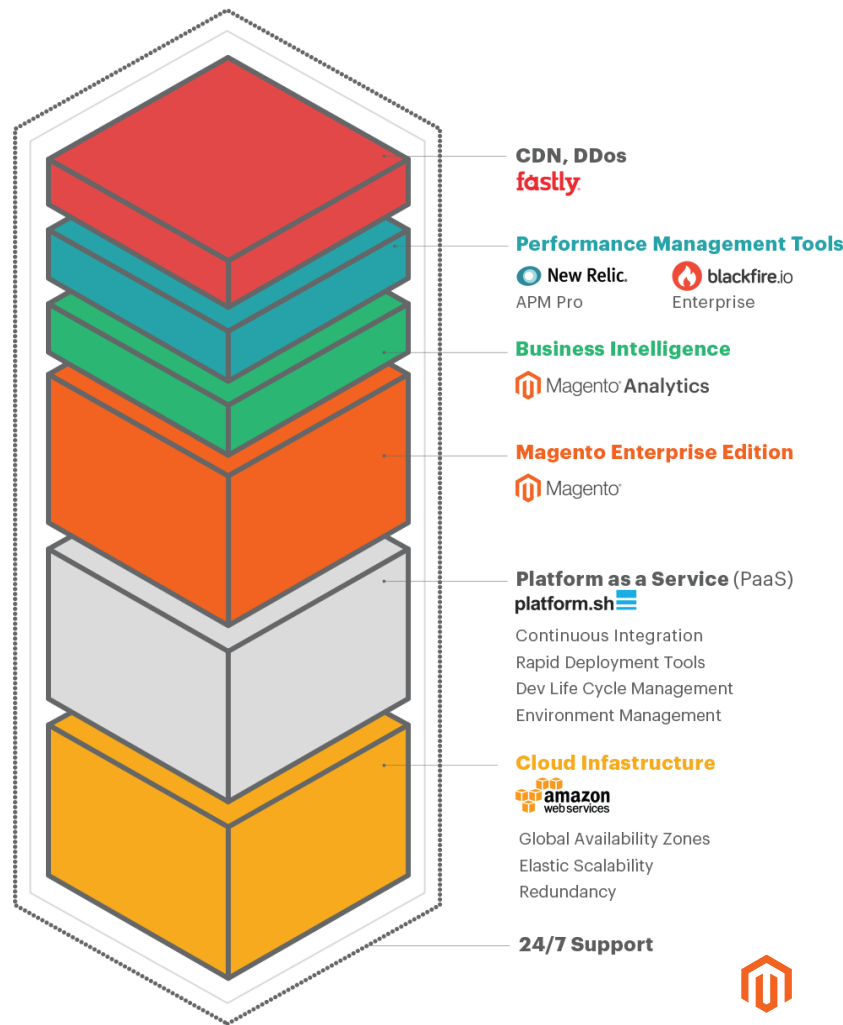 CDN, DDos
fastly
Performance Management Tools
New Relic. blackfire.io
APM Pro Enterprise
Business Intelligence
Magento Analytics
Magento Enterprise Edition
Magento
Platform as a Service (PaaS)
platform.sh
Continuous Integration
Rapid Deployment Tools
Dev Life Cycle Management
Environment Management
Cloud Infastructure
amazon
webservices
Global Availability Zones
Elastic Scalability
Redundancy
24/7 Support